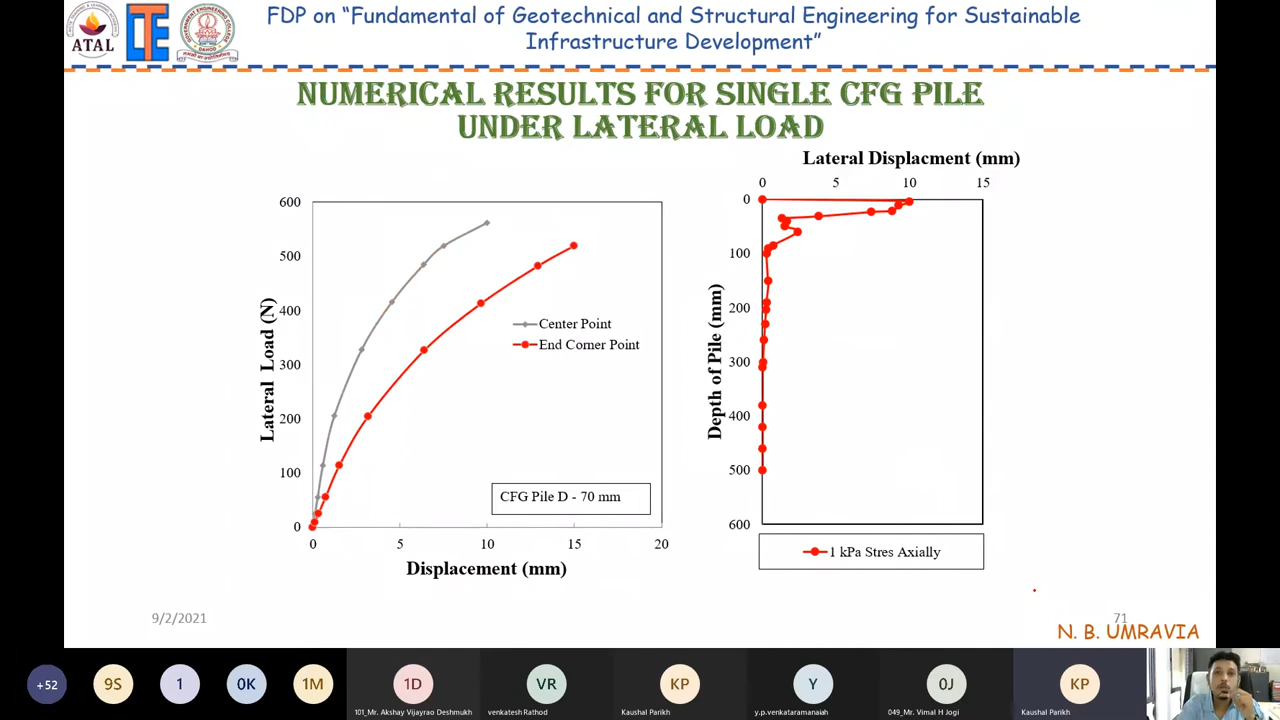 ATAL
LTE
FDP on “Fundamental of Geotechnical and Structural Engineering for Sustainable
Infrastructure Development”
NUMERICAL RESULTS FOR SINGLE CFG PILE
UNDER LATERAL LOAD
600
500
400
300
200
100
0
Lateral Load (N)
0 5 10 15 20
Displacement (mm)
Center Point
End Corner Point
CFG Pile D - 70 mm
Lateral Displacment (mm)
0 5 10 15
0
100
200
300
400
500
600
Depth of Pile (mm)
1 kPa Stres Axially
9/2/2021
71
N. B. UMRAVIA
+52
9S
1
0K
1M
1D
101_Mr. Akshay Vijayrao Deshmukh
VR
venkatesh Rathod
KP
Kaushal Parikh
Y
y.p.venkataramanaiah
0J
049_Mr. Vimal H Jogi
KP
Kaushal Parikh